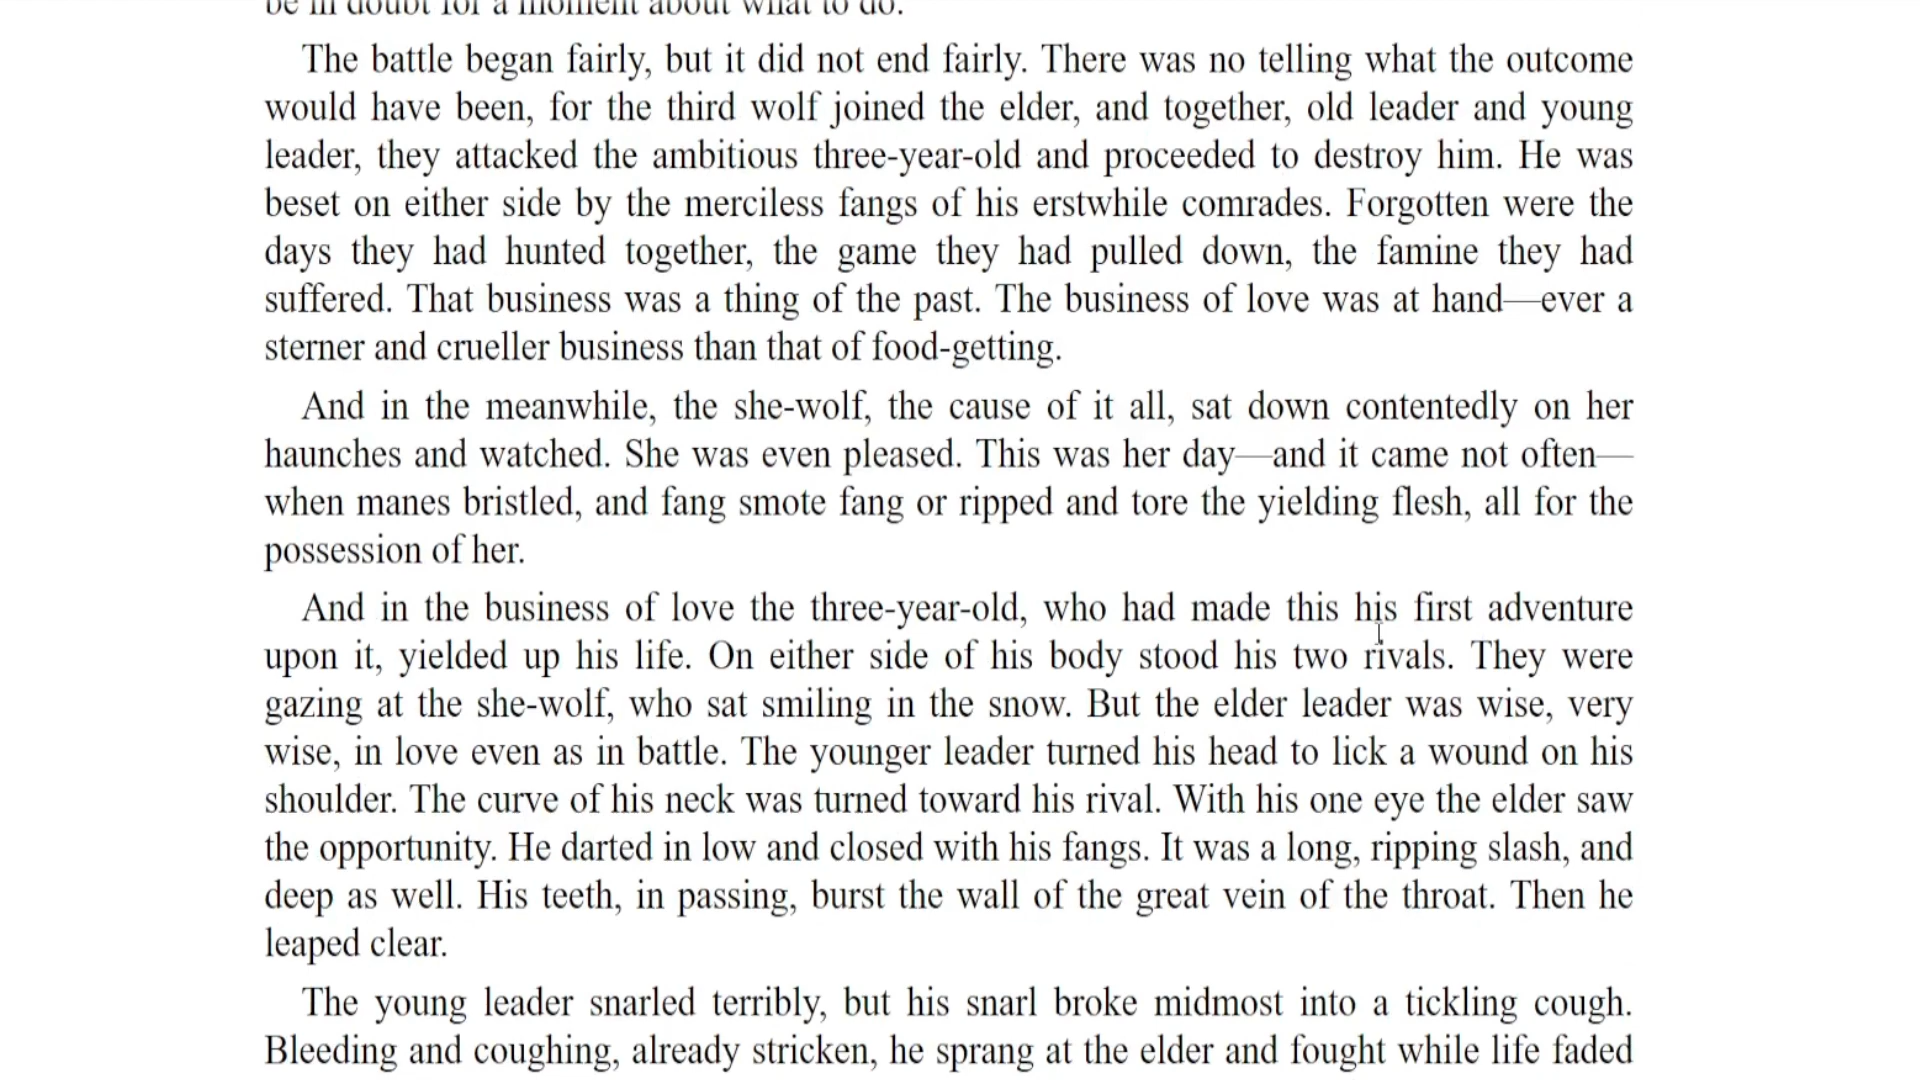 be in doubt for a moment about what to do.
The battle began fairly, but it did not end fairly. There was no telling what the outcome
would have been, for the third wolf joined the elder, and together, old leader and young
leader, they attacked the ambitious three-year-old and proceeded to destroy him. He was
beset on either side by the merciless fangs of his erstwhile comrades. Forgotten were the
days they had hunted together, the game they had pulled down, the famine they had
suffered. That business was a thing of the past. The business of love was at hand—ever a
sterner and crueller business than that of food-getting.
And in the meanwhile, the she-wolf, the cause of it all, sat down contentedly on her
haunches and watched. She was even pleased. This was her day—and it came not often—
when manes bristled, and fang smote fang or ripped and tore the yielding flesh, all for the
possession of her.
And in the business of love the three-year-old, who had made this his first adventure
upon it, yielded up his life. On either side of his body stood his two rivals. They were
gazing at the she-wolf, who sat smiling in the snow. But the elder leader was wise, very
wise, in love even as in battle. The younger leader turned his head to lick a wound on his
shoulder. The curve of his neck was turned toward his rival. With his one eye the elder saw
the opportunity. He darted in low and closed with his fangs. It was a long, ripping slash, and
deep as well. His teeth, in passing, burst the wall of the great vein of the throat. Then he
leaped clear.
The young leader snarled terribly, but his snarl broke midmost into a tickling cough.
Bleeding and coughing, already stricken, he sprang at the elder and fought while life faded